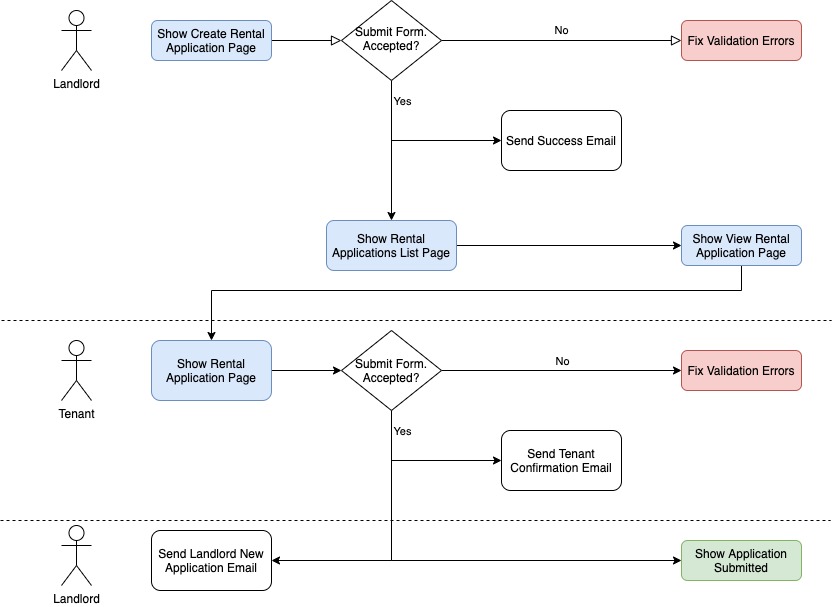 Show Create Rental
Application Page
Submit Form.
Accepted?
No
Fix Validation Errors
Landlord
Yes
Send Success Email
Show Rental
Applications List Page
Show View Rental
Application Page
Show Rental
Application Page
Submit Form.
Accepted?
No
Fix Validation Errors
Tenant
Yes
Send Tenant
Confirmation Email
Send Landlord New
Application Email
Show Application
Submitted
Landlord